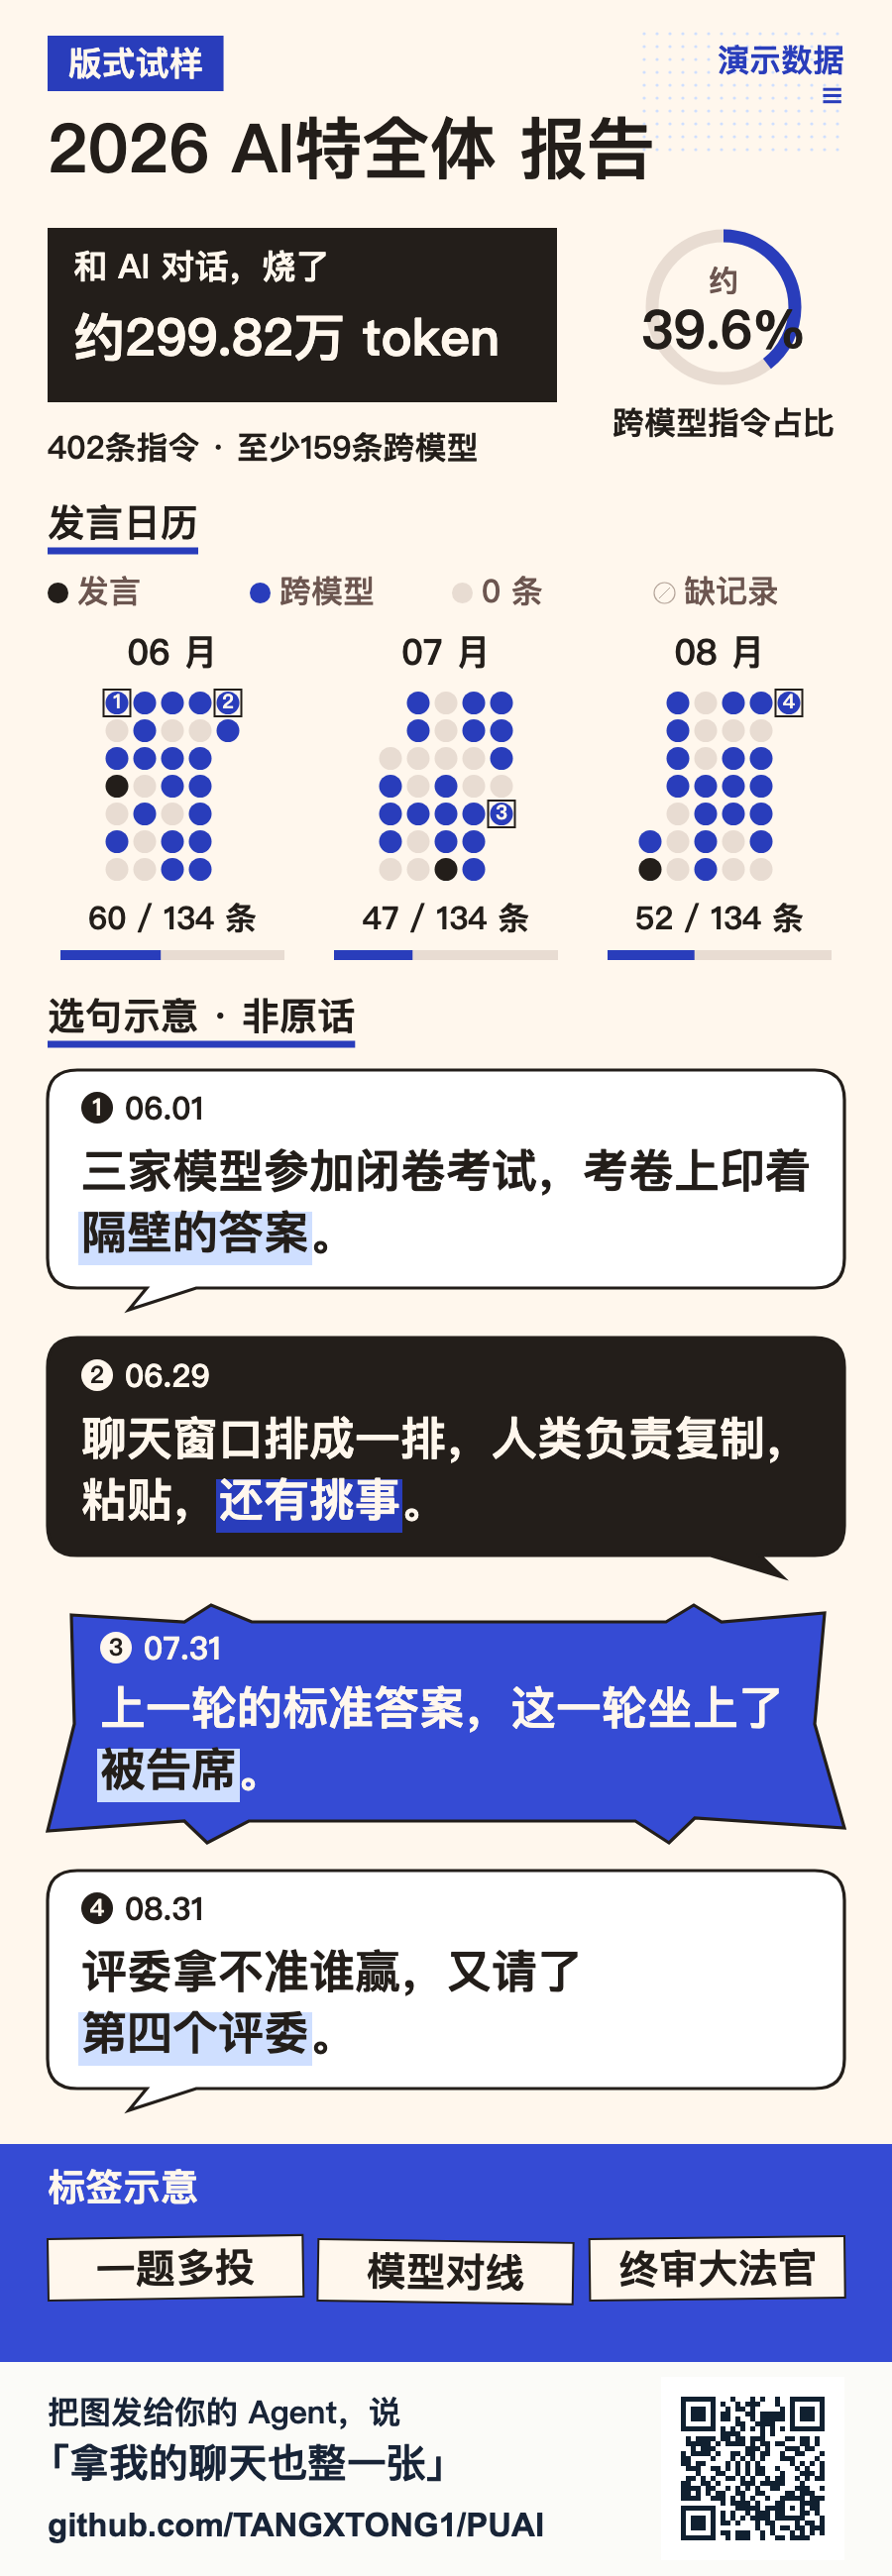 版式试样
演示数据
2026 AI特全体 报告
和 AI 对话，烧了
约299.82万 token
约
39.6%
跨模型指令占比
402条指令 · 至少159条跨模型
发言日历
发言 跨模型 0 条 缺记录
06 月 07 月 08 月
1 2 4
3
60 / 134 条 47 / 134 条 52 / 134 条
选句示意 · 非原话
1 06.01
三家模型参加闭卷考试，考卷上印着
隔壁的答案。
2 06.29
聊天窗口排成一排，人类负责复制，
粘贴，还有挑事。
3 07.31
上一轮的标准答案，这一轮坐上了
被告席。
4 08.31
评委拿不准谁赢，又请了
第四个评委。
标签示意
一题多投 模型对线 终审大法官
把图发给你的 Agent，说
「拿我的聊天也整一张」
github.com/TANGXTONG1/PUAI